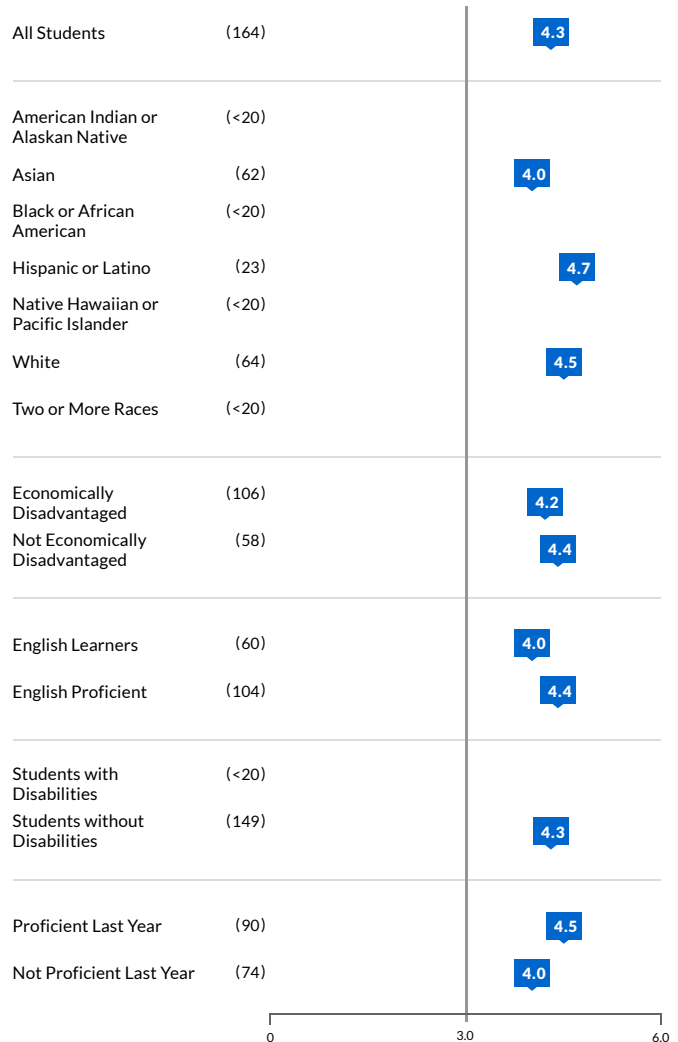 All Students (164) 4.3
American Indian or (<20)
Alaskan Native
Asian (62) 4.0
Black or African (<20)
American
Hispanic or Latino (23) 4.7
Native Hawaiian or (<20)
Pacific Islander
White (64) 4.5
Two or More Races (<20)
Economically (106) 4.2
Disadvantaged
Not Economically (58) 4.4
Disadvantaged
English Learners (60) 4.0
English Proficient (104) 4.4
Students with (<20)
Disabilities
Students without (149) 4.3
Disabilities
Proficient Last Year (90) 4.5
Not Proficient Last Year (74) 4.0
0 3.0 6.0